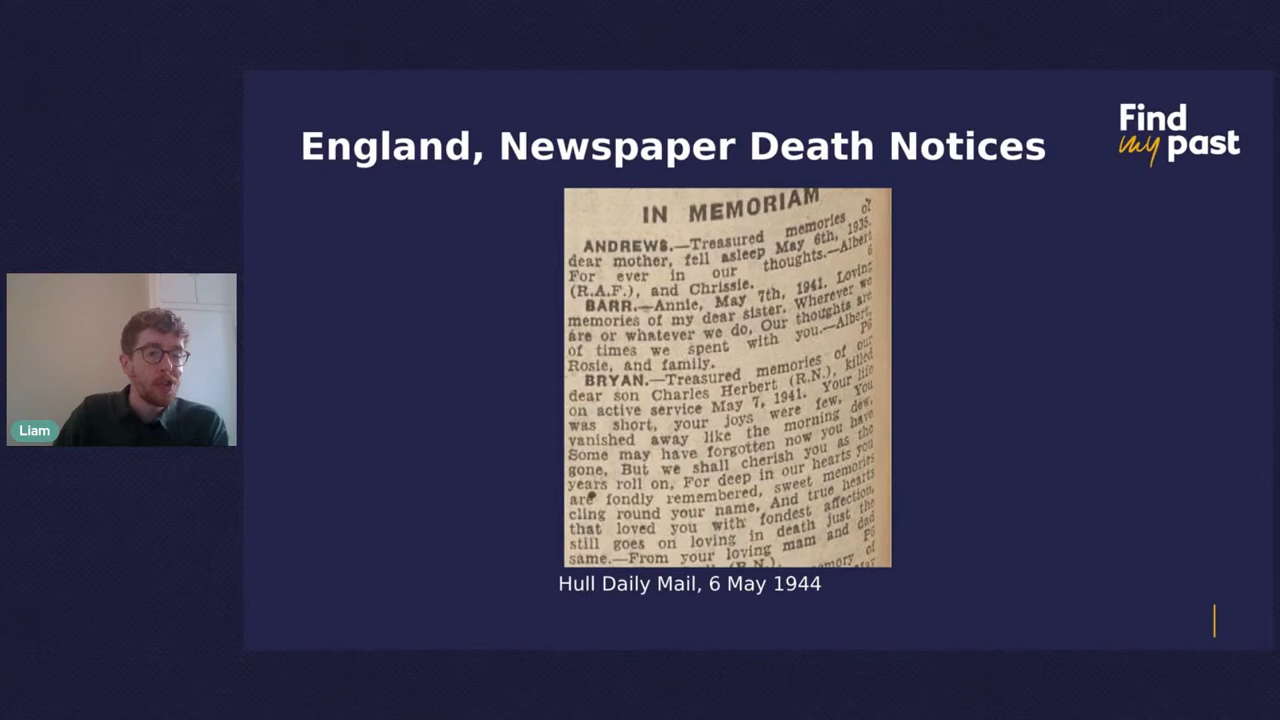 England, Newspaper Death Notices
Find
my past
IN MEMORIAM
ANDREWS.—Treasured memories of
dear mother, fell asleep May 6th, 1935.
For ever in our thoughts.—Albert
(R.A.F.), and Chrissie. 6
BARR.—Annie, May 7th, 1941. Loving
memories of my dear sister. Wherever we
are or whatever we do, Our thoughts are
of times we spent with you.—Albert,
Rosie, and family. P6
BRYAN.—Treasured memories of our
dear son Charles Herbert (R.N.), killed
on active service May 7, 1941. Your life
was short, your joys were few, You
vanished away like the morning dew,
Some may have forgotten now you have
gone, But we shall cherish you as the
years roll on, For deep in our hearts you
are fondly remembered, sweet memories
cling round your name, And true hearts
that loved you with fondest affection,
still goes on loving in death just the
same.—From your loving mam and dad
(R.N.). P6
memory of
Hull Daily Mail, 6 May 1944
Liam